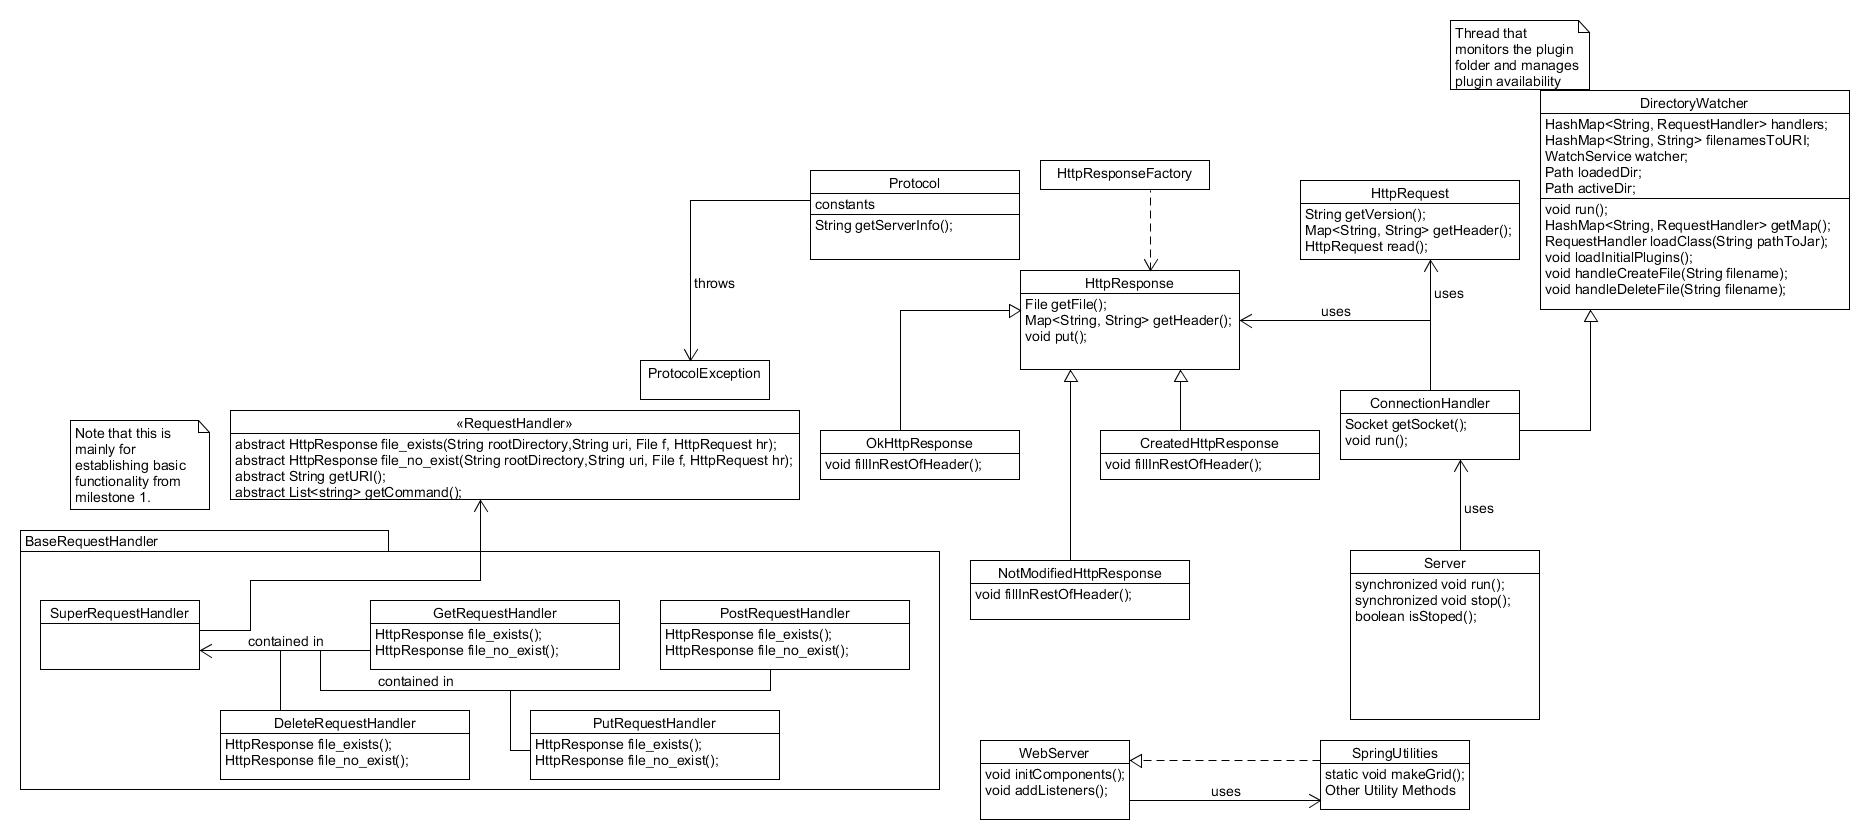 Thread that
monitors the plugin
folder and manages
plugin availability
DirectoryWatcher
HashMap<String, RequestHandler> handlers;
HashMap<String, String> filenamesToURI;
WatchService watcher;
Path loadedDir;
Path activeDir;
void run();
HashMap<String, RequestHandler> getMap();
RequestHandler loadClass(String pathToJar);
void loadInitialPlugins();
void handleCreateFile(String filename);
void handleDeleteFile(String filename);
HttpResponseFactory
Protocol
constants
String getServerInfo();
HttpRequest
String getVersion();
Map<String, String> getHeader();
HttpRequest read();
throws
HttpResponse
File getFile();
Map<String, String> getHeader();
void put();
uses
uses
ProtocolException
ConnectionHandler
Socket getSocket();
void run();
Note that this is
mainly for
establishing basic
functionality from
milestone 1.
«RequestHandler»
abstract HttpResponse file_exists(String rootDirectory,String uri, File f, HttpRequest hr);
abstract HttpResponse file_no_exist(String rootDirectory,String uri, File f, HttpRequest hr);
abstract String getURI();
abstract List<string> getCommand();
OkHttpResponse
void fillInRestOfHeader();
CreatedHttpResponse
void fillInRestOfHeader();
uses
BaseRequestHandler
NotModifiedHttpResponse
void fillInRestOfHeader();
Server
synchronized void run();
synchronized void stop();
boolean isStoped();
SuperRequestHandler
GetRequestHandler
HttpResponse file_exists();
HttpResponse file_no_exist();
PostRequestHandler
HttpResponse file_exists();
HttpResponse file_no_exist();
contained in
contained in
DeleteRequestHandler
HttpResponse file_exists();
HttpResponse file_no_exist();
PutRequestHandler
HttpResponse file_exists();
HttpResponse file_no_exist();
WebServer
void initComponents();
void addListeners();
uses
SpringUtilities
static void makeGrid();
Other Utility Methods